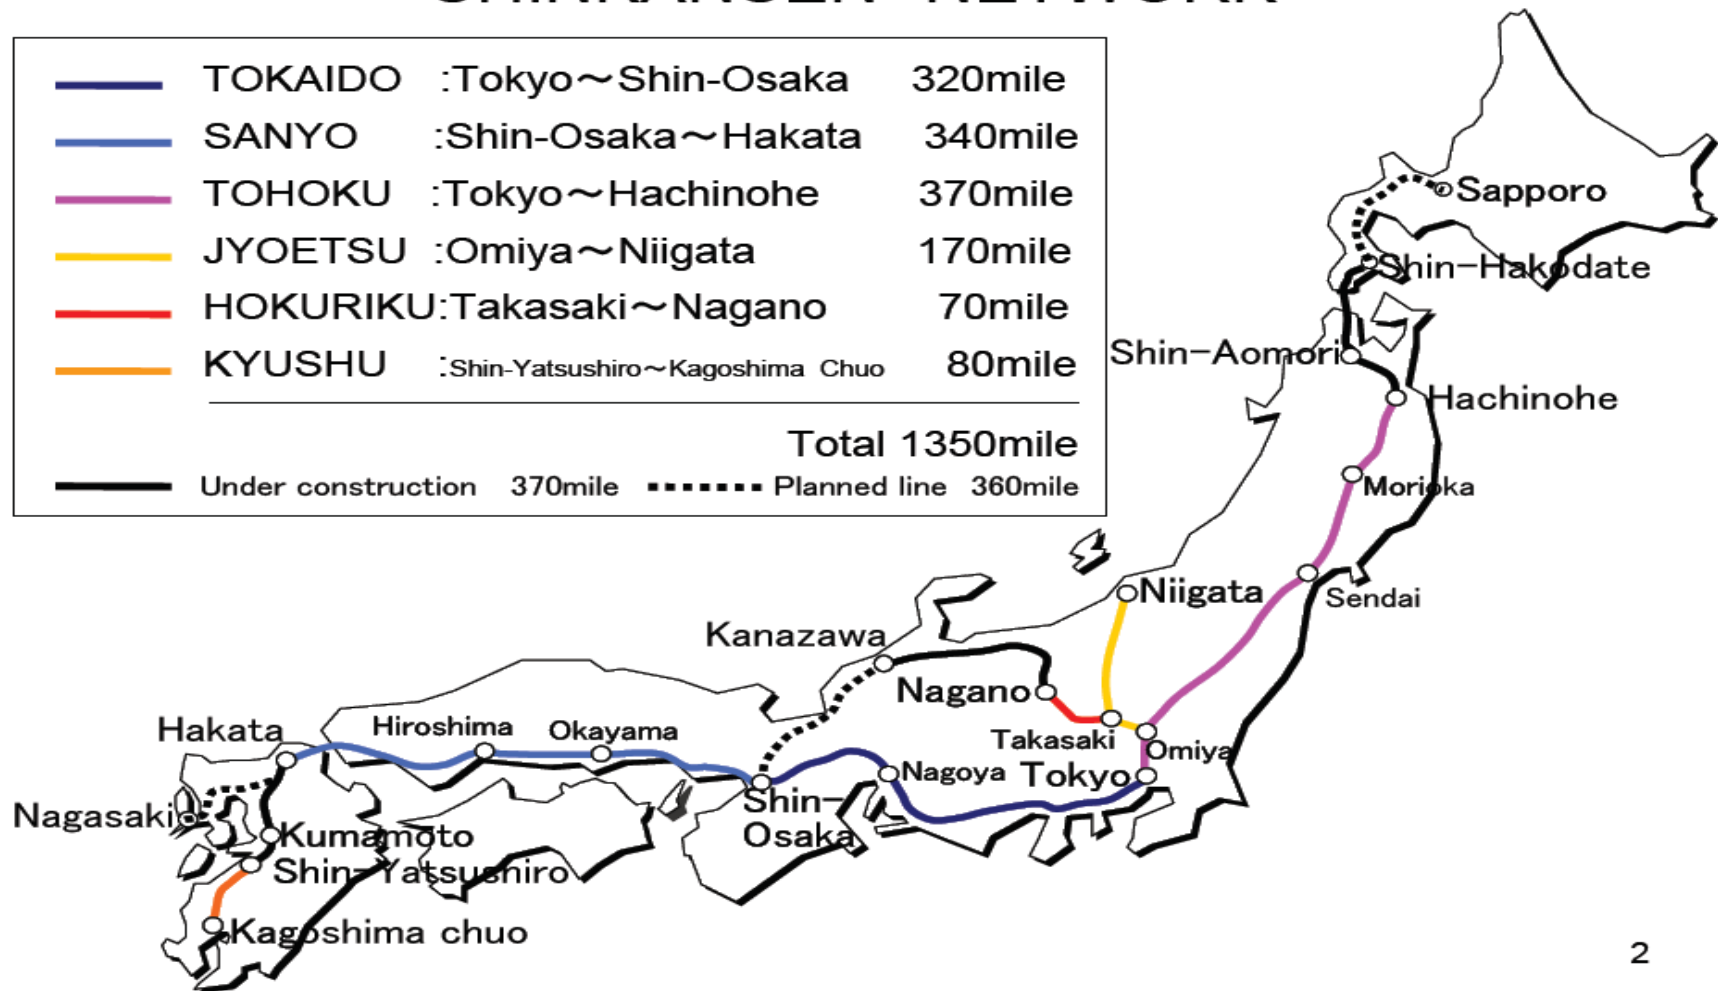 SHINKANSEN NETWORK
TOKAIDO :Tokyo～Shin-Osaka 320mile
SANYO :Shin-Osaka～Hakata 340mile
TOHOKU :Tokyo～Hachinohe 370mile
JYOETSU :Omiya～Niigata 170mile
HOKURIKU:Takasaki～Nagano 70mile
KYUSHU :Shin-Yatsushiro～Kagoshima Chuo 80mile
Total 1350mile
Under construction 370mile Planned line 360mile
Sapporo
Shin-Hakodate
Shin-Aomori
Hachinohe
Morioka
Sendai
Niigata
Kanazawa
Nagano
Takasaki
Omiya
Tokyo
Nagoya
Shin-
Osaka
Okayama
Hiroshima
Hakata
Nagasaki
Kumamoto
Shin-Yatsushiro
Kagoshima chuo
2